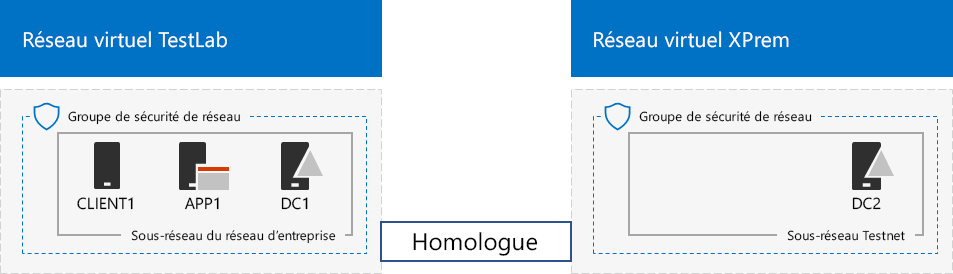 Réseau virtuel TestLab
Réseau virtuel XPrem
Groupe de sécurité de réseau
Groupe de sécurité de réseau
CLIENT1
APP1
DC1
DC2
Sous-réseau du réseau d'entreprise
Sous-réseau Testnet
Homologue